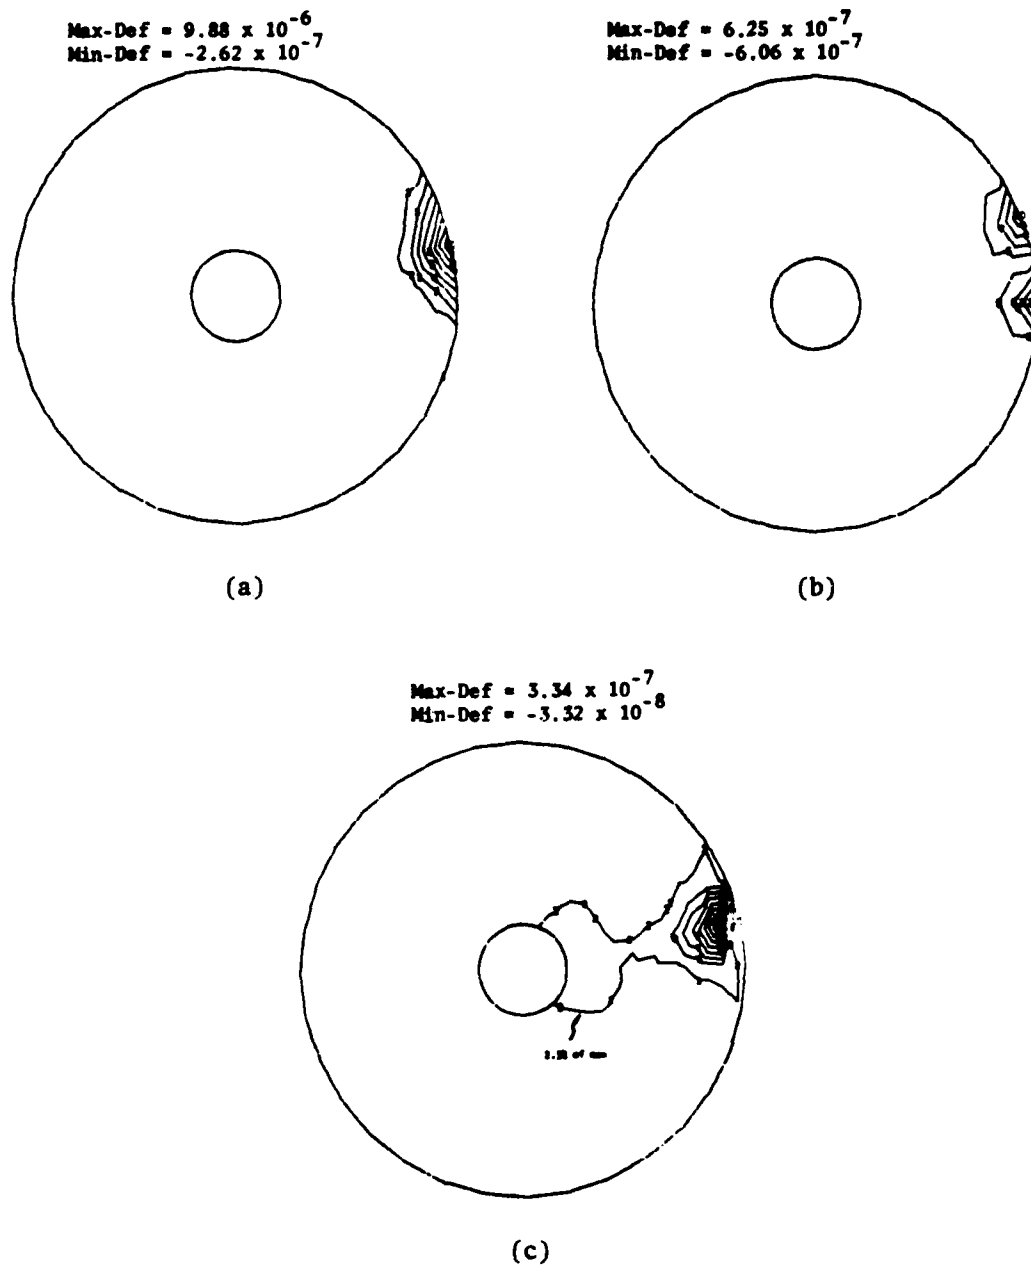 Max-Def = 9.88 x 10^-6
Min-Def = -2.62 x 10^-7
Max-Def = 6.25 x 10^-7
Min-Def = -6.06 x 10^-7
(a)
(b)
Max-Def = 3.34 x 10^-7
Min-Def = -3.32 x 10^-8
of
(c)